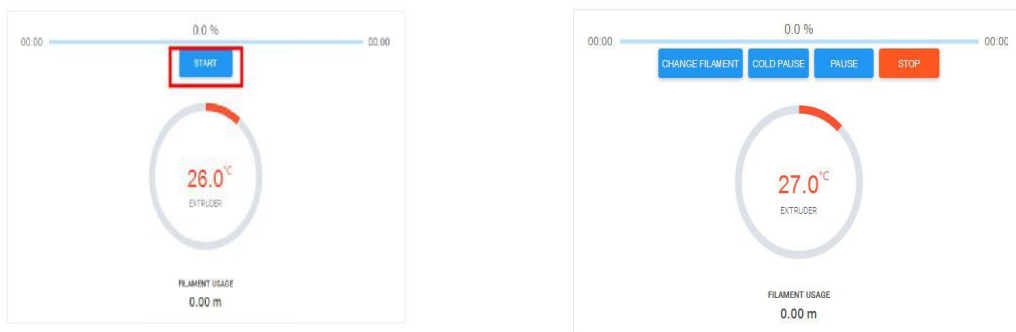 0.0 %
00:00
00:00
START
26.0°C
EXTRUDER
FILAMENT USAGE
0.00 m
0.0 %
00:00
00:00
CHANGE FILAMENT
COLD PAUSE
PAUSE
STOP
27.0°C
EXTRUDER
FILAMENT USAGE
0.00 m